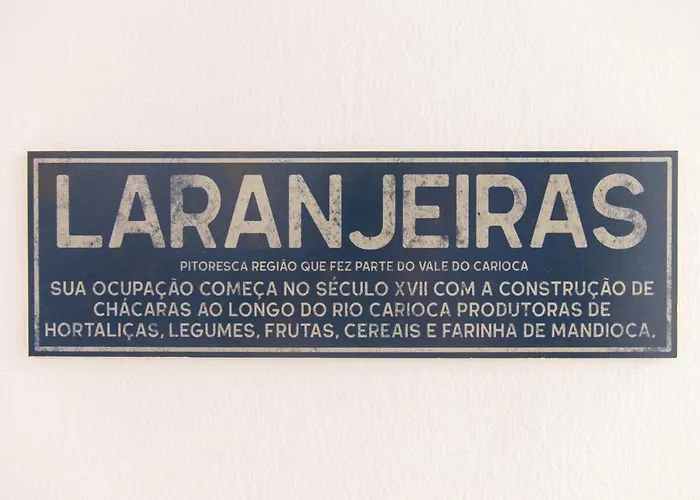 LARANJEIRAS
PITORESCA REGIÃO QUE FEZ PARTE DO VALE DO CARIOCA
SUA OCUPAÇÃO COMEÇA NO SÉCULO XVII COM A CONSTRUÇÃO DE
CHÁCARAS AO LONGO DO RIO CARIOCA PRODUTORAS DE
HORTALIÇAS, LEGUMES, FRUTAS, CEREAIS E FARINHA DE MANDIOCA.